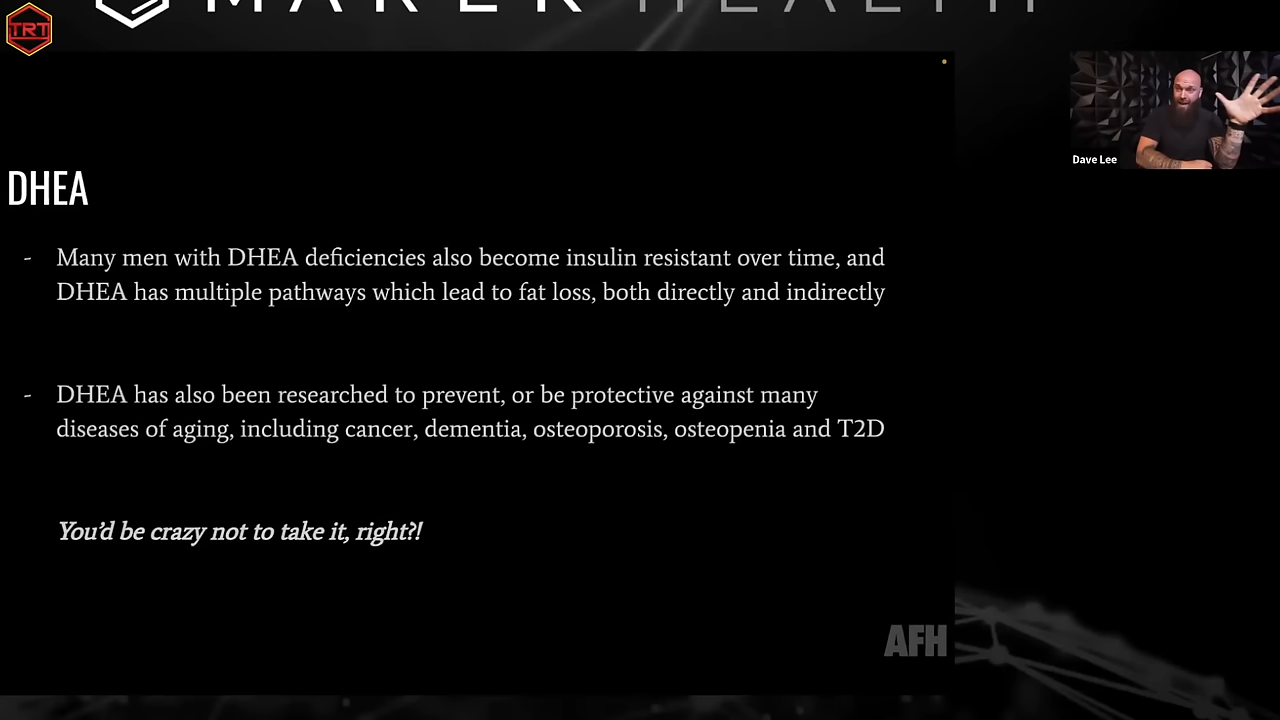 MAREK HEALTH
TRT
Dave Lee
DHEA
- Many men with DHEA deficiencies also become insulin resistant over time, and
DHEA has multiple pathways which lead to fat loss, both directly and indirectly
- DHEA has also been researched to prevent, or be protective against many
diseases of aging, including cancer, dementia, osteoporosis, osteopenia and T2D
You'd be crazy not to take it, right?!
AFH